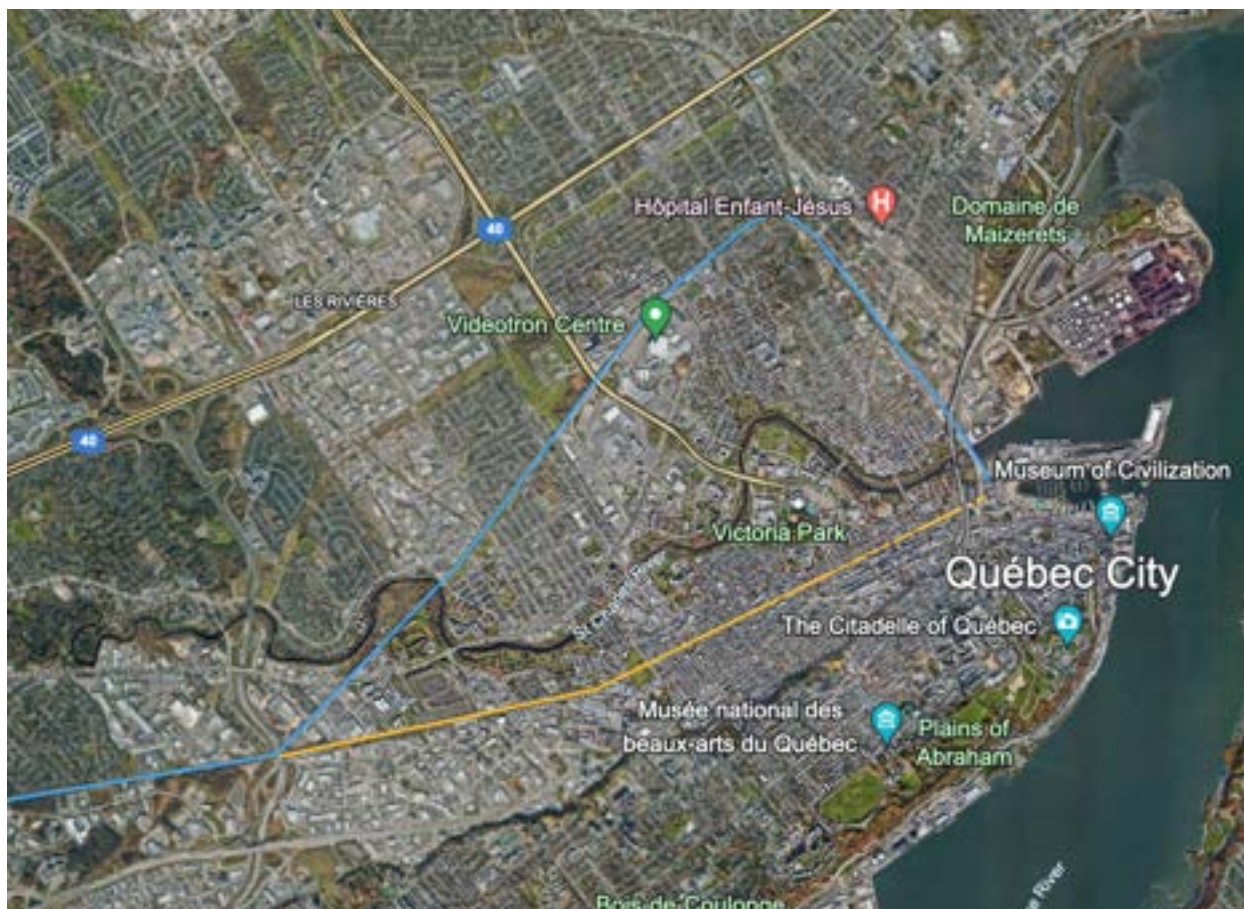 40
Hôpital Enfant-Jésus
H
Domaine de
Maizerets
LES RIVIÈRES
Videotron Centre
40
Museum of Civilization
Victoria Park
Québec City
St Charles River
The Citadelle of Québec
Musée national des
beaux-arts du Québec
Plains of
Abraham
Bois-de-Coulonge
River